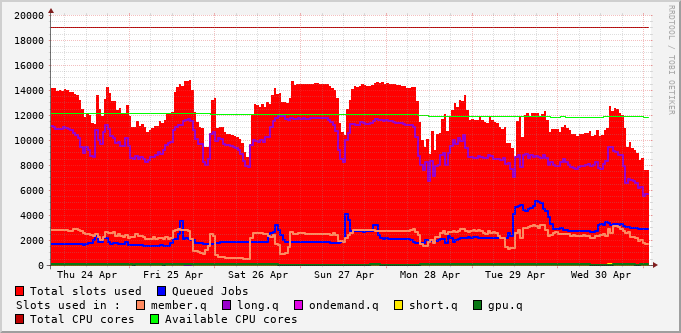 20000
18000
16000
14000
12000
10000
8000
6000
4000
2000
0
Thu 24 Apr Fri 25 Apr Sat 26 Apr Sun 27 Apr Mon 28 Apr Tue 29 Apr Wed 30 Apr
RRDTOOL / TOBI OETIKER
Total slots used Queued Jobs
Slots used in : member.q long.q ondemand.q short.q gpu.q
Total CPU cores Available CPU cores